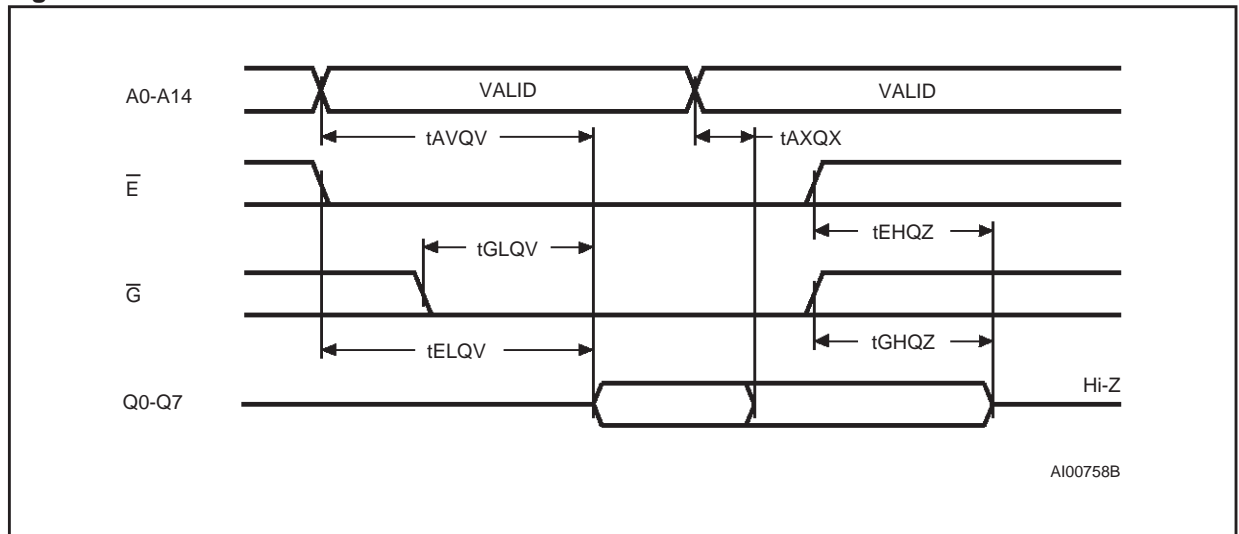 A0-A14
VALID
VALID
tAVQV
tAXQX
E
tEHQZ
tGLQV
G
tGHQZ
tELQV
Q0-Q7
Hi-Z
AI00758B